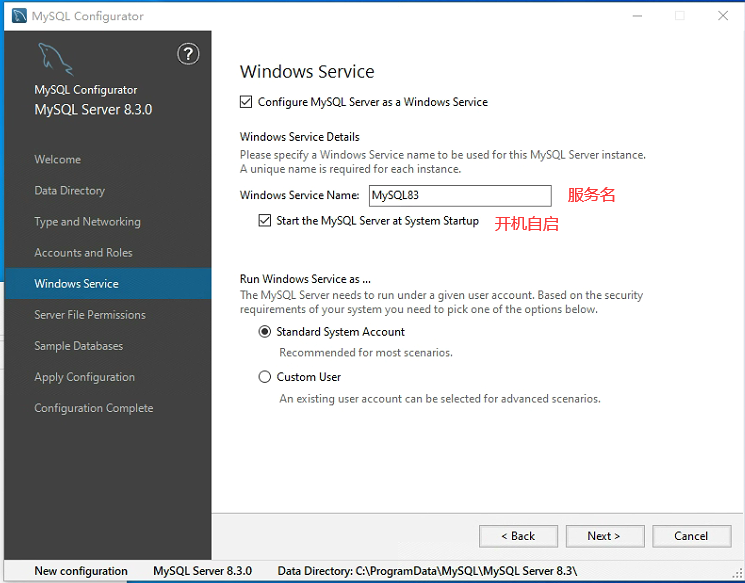 MySQL Configurator
?
MySQL Configurator
MySQL Server 8.3.0
Welcome
Data Directory
Type and Networking
Accounts and Roles
Windows Service
Server File Permissions
Sample Databases
Apply Configuration
Configuration Complete
Windows Service
Configure MySQL Server as a Windows Service
Windows Service Details
Please specify a Windows Service name to be used for this MySQL Server instance.
A unique name is required for each instance.
Windows Service Name: MySQL83 服务名
Start the MySQL Server at System Startup 开机自启
Run Windows Service as ...
The MySQL Server needs to run under a given user account. Based on the security
requirements of your system you need to pick one of the options below.
Standard System Account
Recommended for most scenarios.
Custom User
An existing user account can be selected for advanced scenarios.
< Back Next > Cancel
New configuration MySQL Server 8.3.0 Data Directory: C:\ProgramData\MySQL\MySQL Server 8.3\